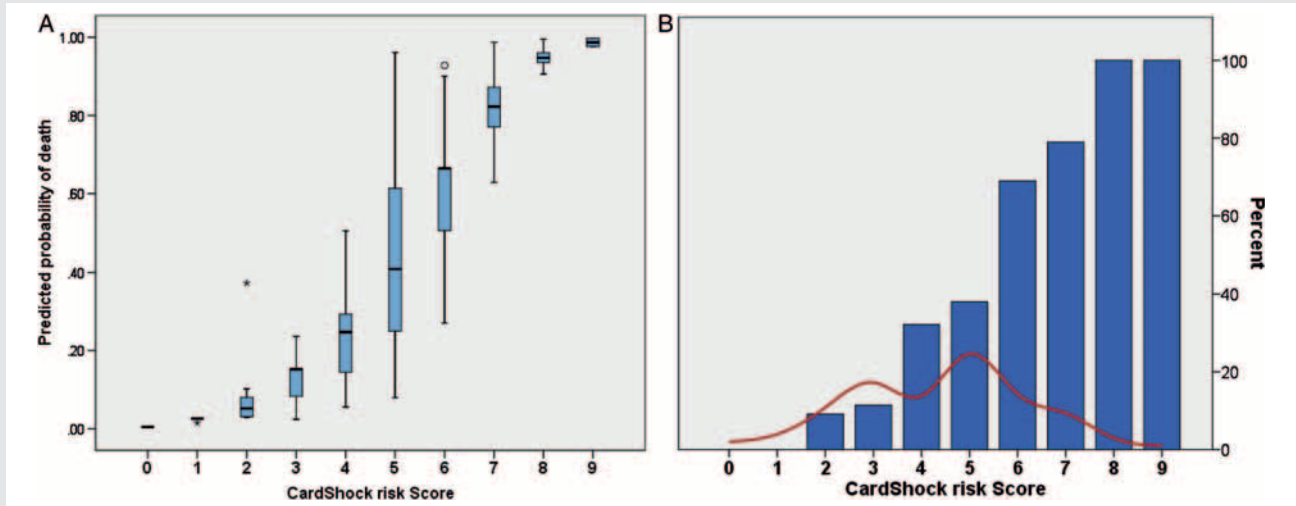 A
Predicted probability of death
1.00
.80
.60
.40
.20
.00
0 1 2 3 4 5 6 7 8 9
CardShock risk Score
B
100
80
60
40
20
0
Percent
0 1 2 3 4 5 6 7 8 9
CardShock risk Score